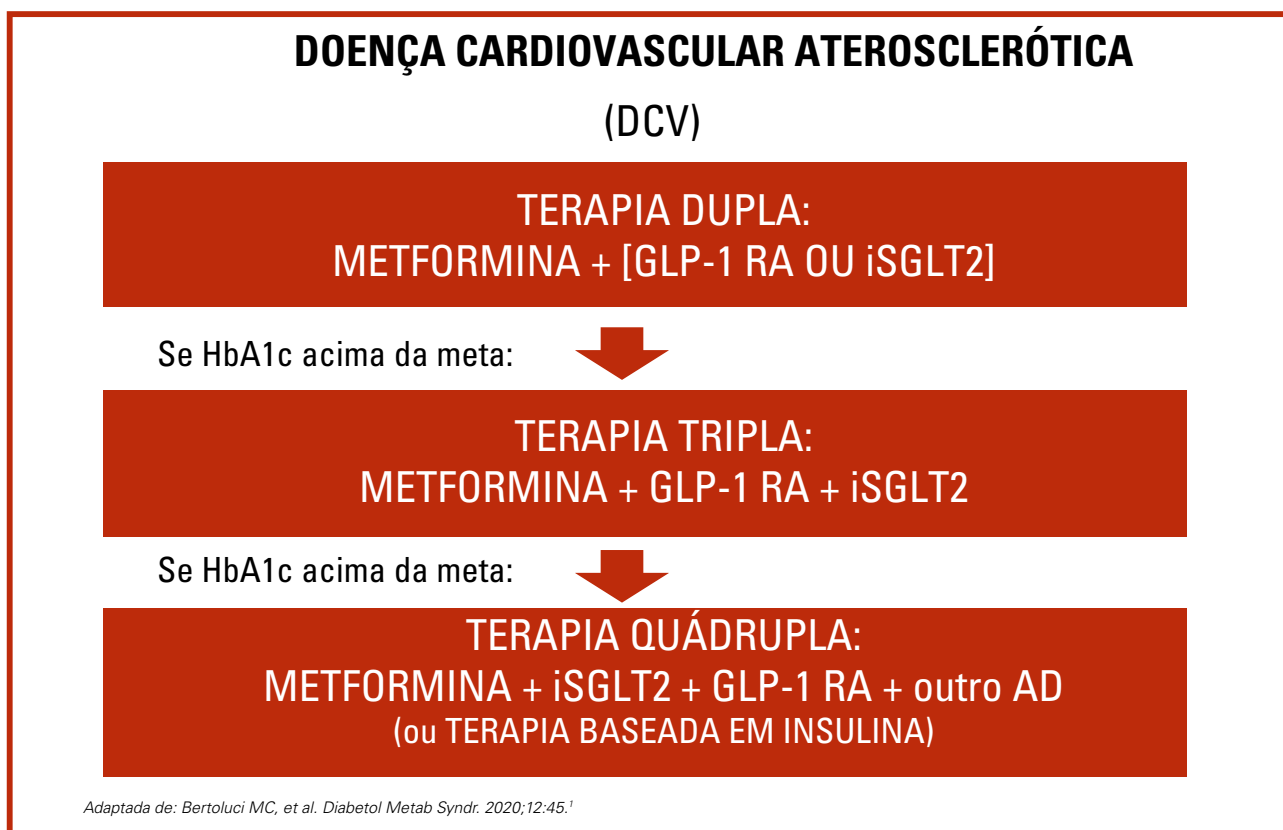 DOENÇA CARDIOVASCULAR ATEROSCLERÓTICA
(DCV)
TERAPIA DUPLA:
METFORMINA + [GLP-1 RA OU iSGLT2]
Se HbA1c acima da meta:
TERAPIA TRIPLA:
METFORMINA + GLP-1 RA + iSGLT2
Se HbA1c acima da meta:
TERAPIA QUÁDRUPLA:
METFORMINA + iSGLT2 + GLP-1 RA + outro AD
(ou TERAPIA BASEADA EM INSULINA)
Adaptada de: Bertoluci MC, et al. Diabetol Metab Syndr. 2020;12:45.¹